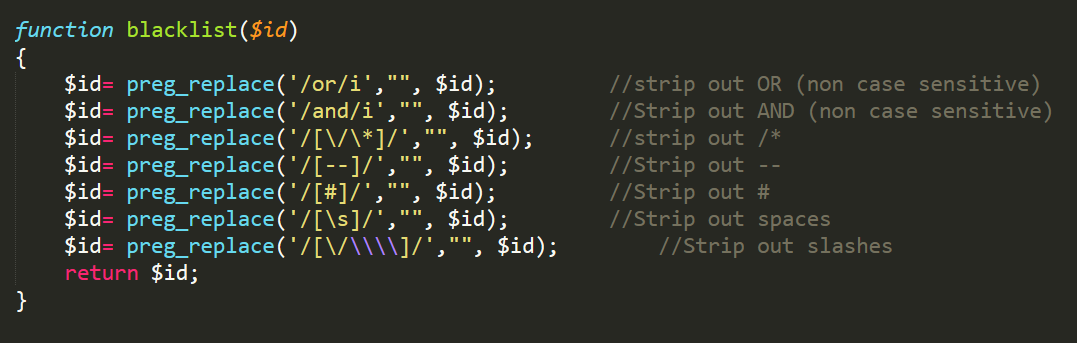 function blacklist($id)
{
    $id= preg_replace('/or/i',"", $id);         //strip out OR (non case sensitive)
    $id= preg_replace('/and/i',"", $id);        //Strip out AND (non case sensitive)
    $id= preg_replace('/[\/\*]/',"", $id);      //strip out /*
    $id= preg_replace('/[--]/',"", $id);        //Strip out --
    $id= preg_replace('/[#]/',"", $id);         //Strip out #
    $id= preg_replace('/[\s]/',"", $id);        //Strip out spaces
    $id= preg_replace('/[\/\\\\]/',"", $id);        //Strip out slashes
    return $id;
}